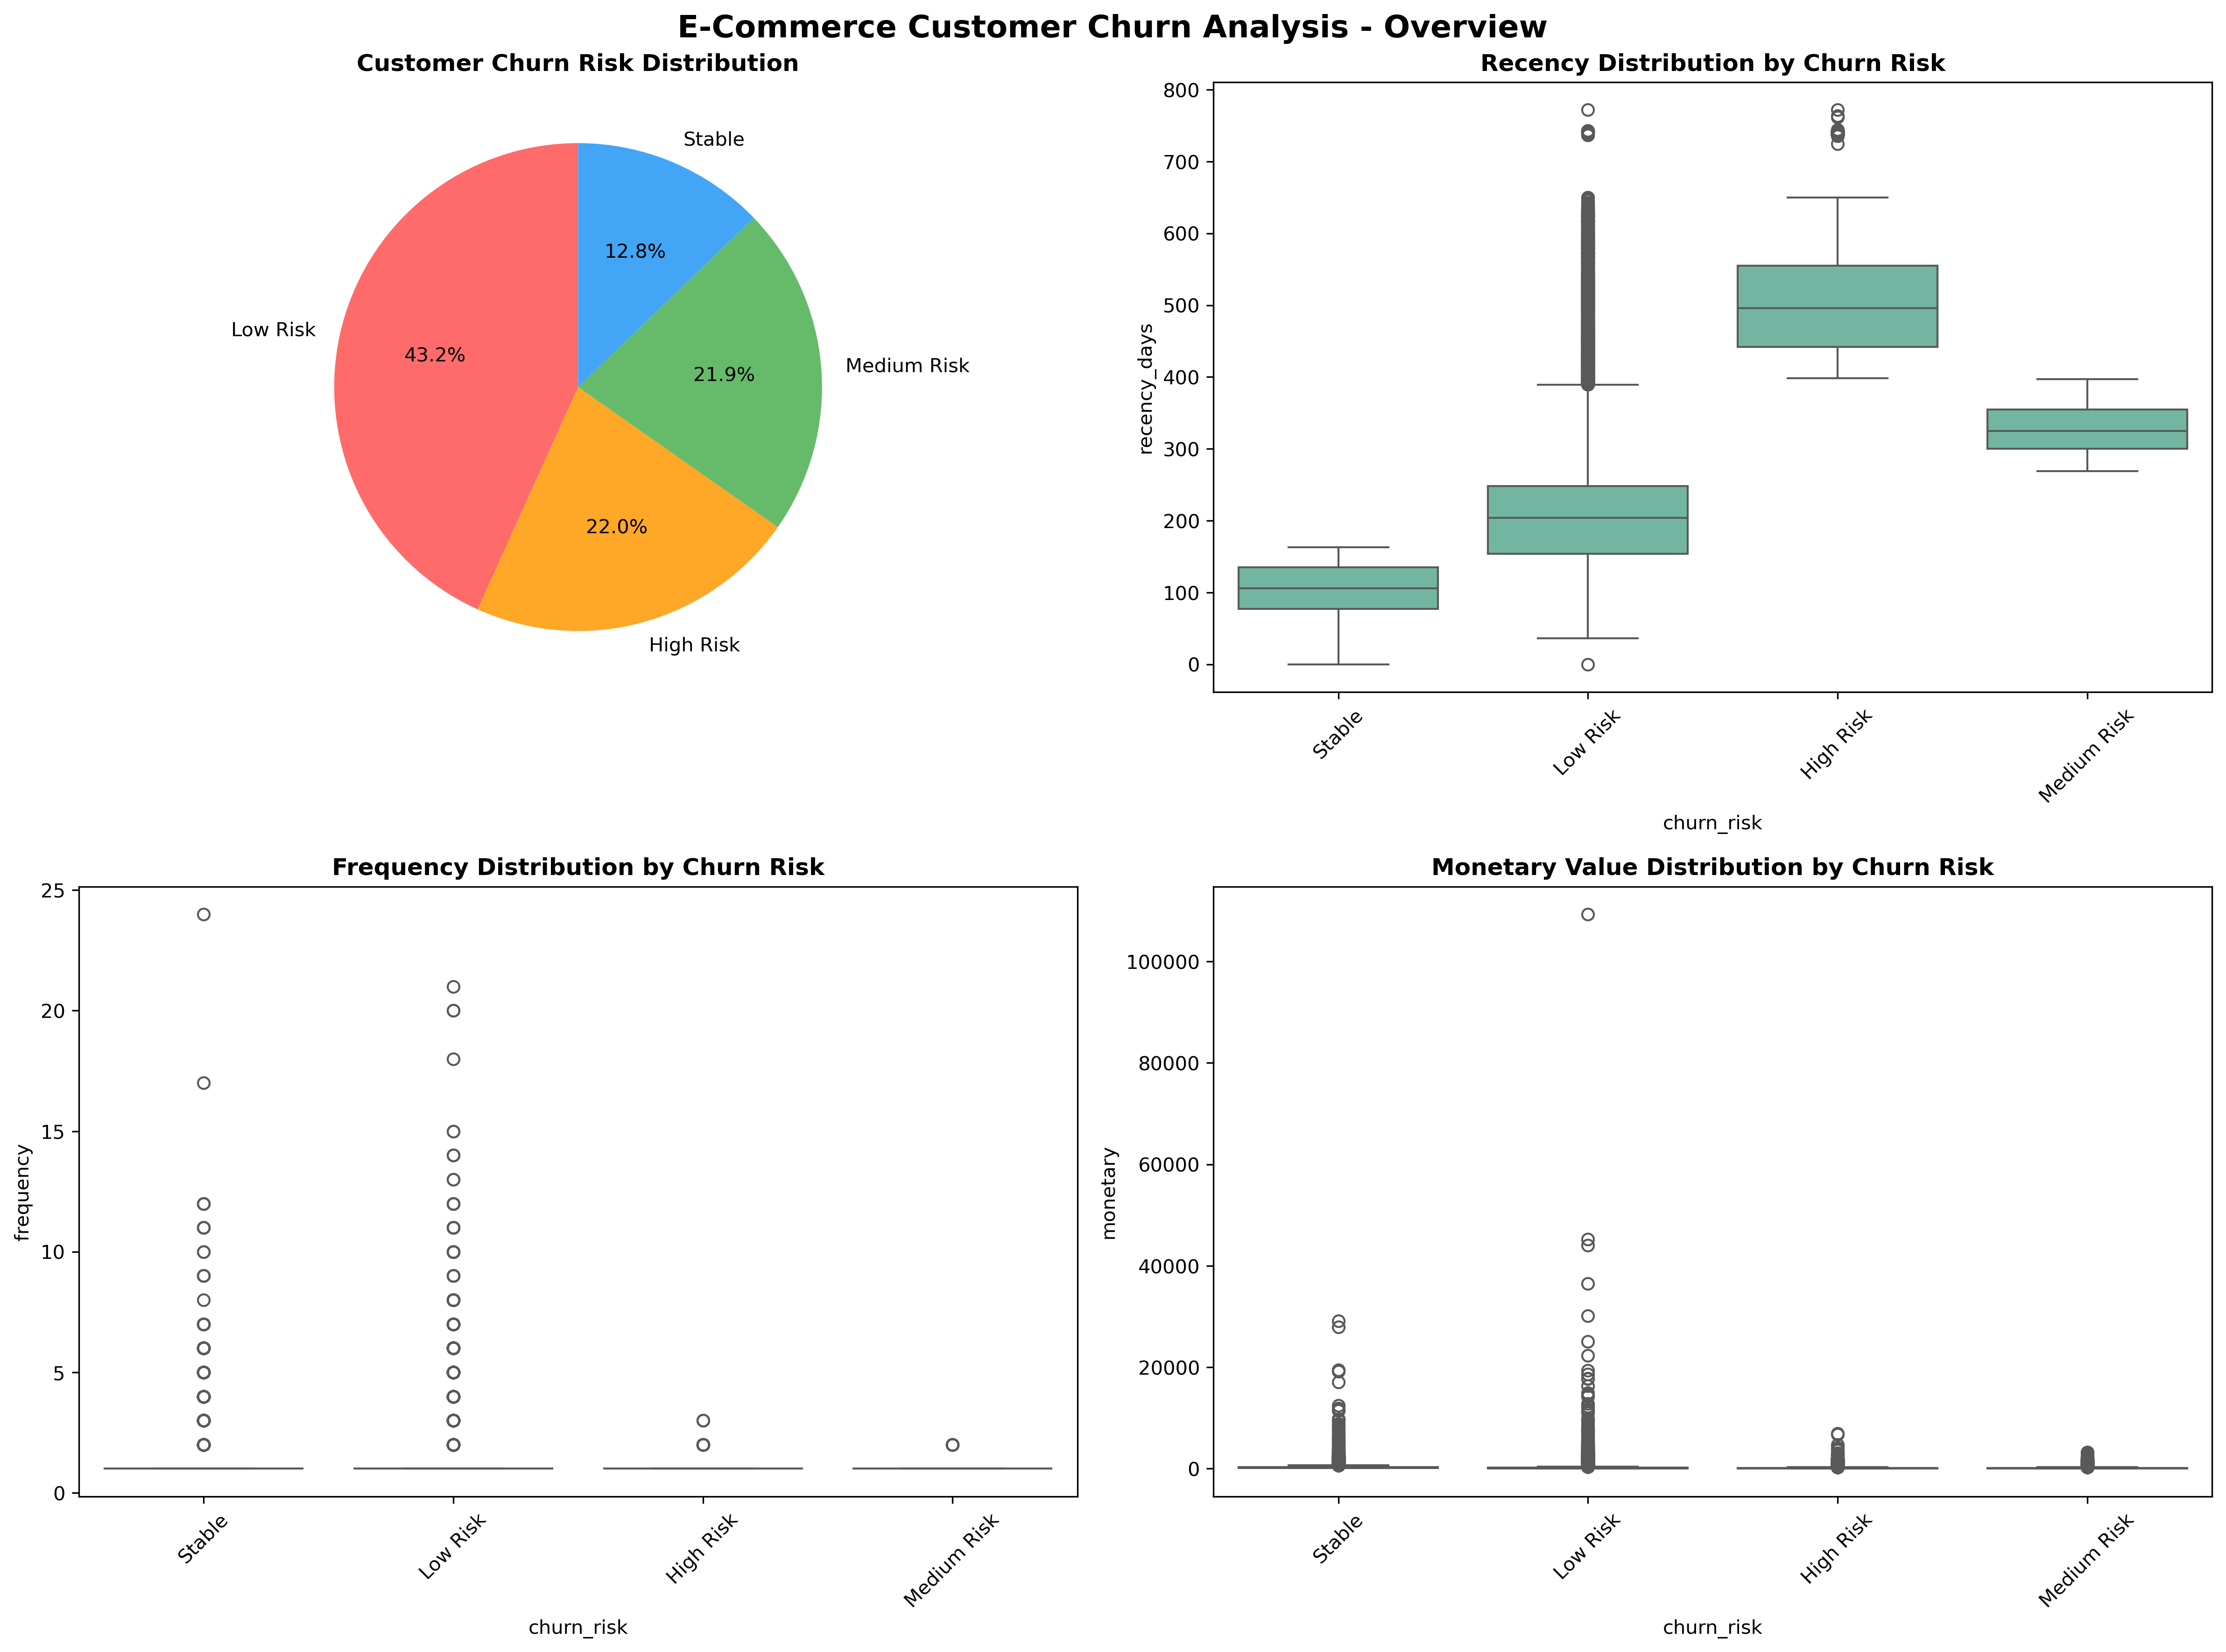 E-Commerce Customer Churn Analysis - Overview
Customer Churn Risk Distribution
Stable
12.8%
Low Risk
43.2%
Medium Risk
21.9%
22.0%
High Risk
Recency Distribution by Churn Risk
800
700
600
500
400
300
200
100
0
recency_days
Stable
Low Risk
High Risk
Medium Risk
churn_risk
Frequency Distribution by Churn Risk
25
20
15
10
5
0
frequency
Stable
Low Risk
High Risk
Medium Risk
churn_risk
Monetary Value Distribution by Churn Risk
100000
80000
60000
40000
20000
0
monetary
Stable
Low Risk
High Risk
Medium Risk
churn_risk